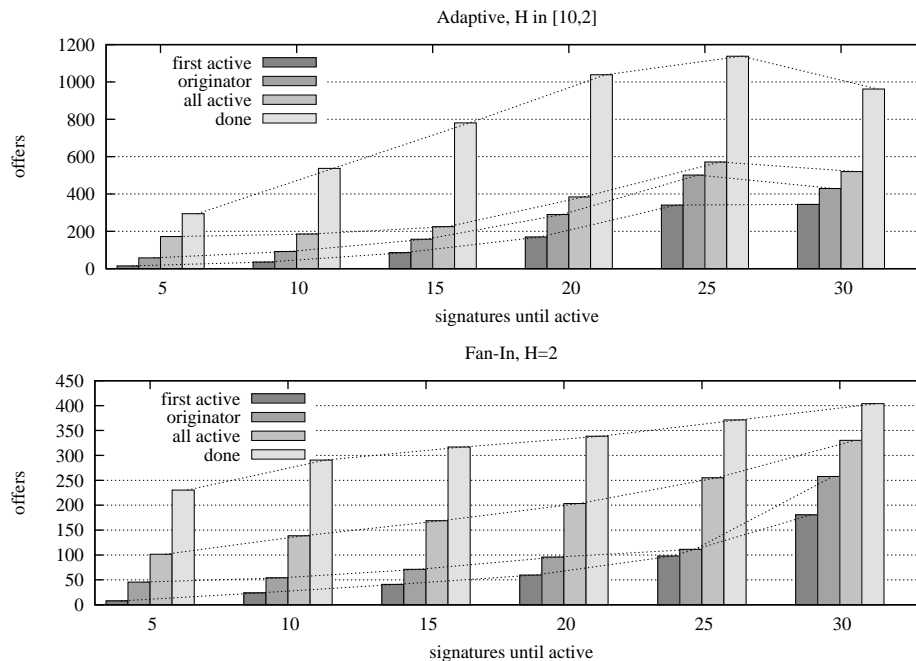 Adaptive, H in [10,2]
1200
1000
800
600
400
200
0
offers
first active
originator
all active
done
5 10 15 20 25 30
signatures until active
Fan-In, H=2
450
400
350
300
250
200
150
100
50
0
offers
first active
originator
all active
done
5 10 15 20 25 30
signatures until active